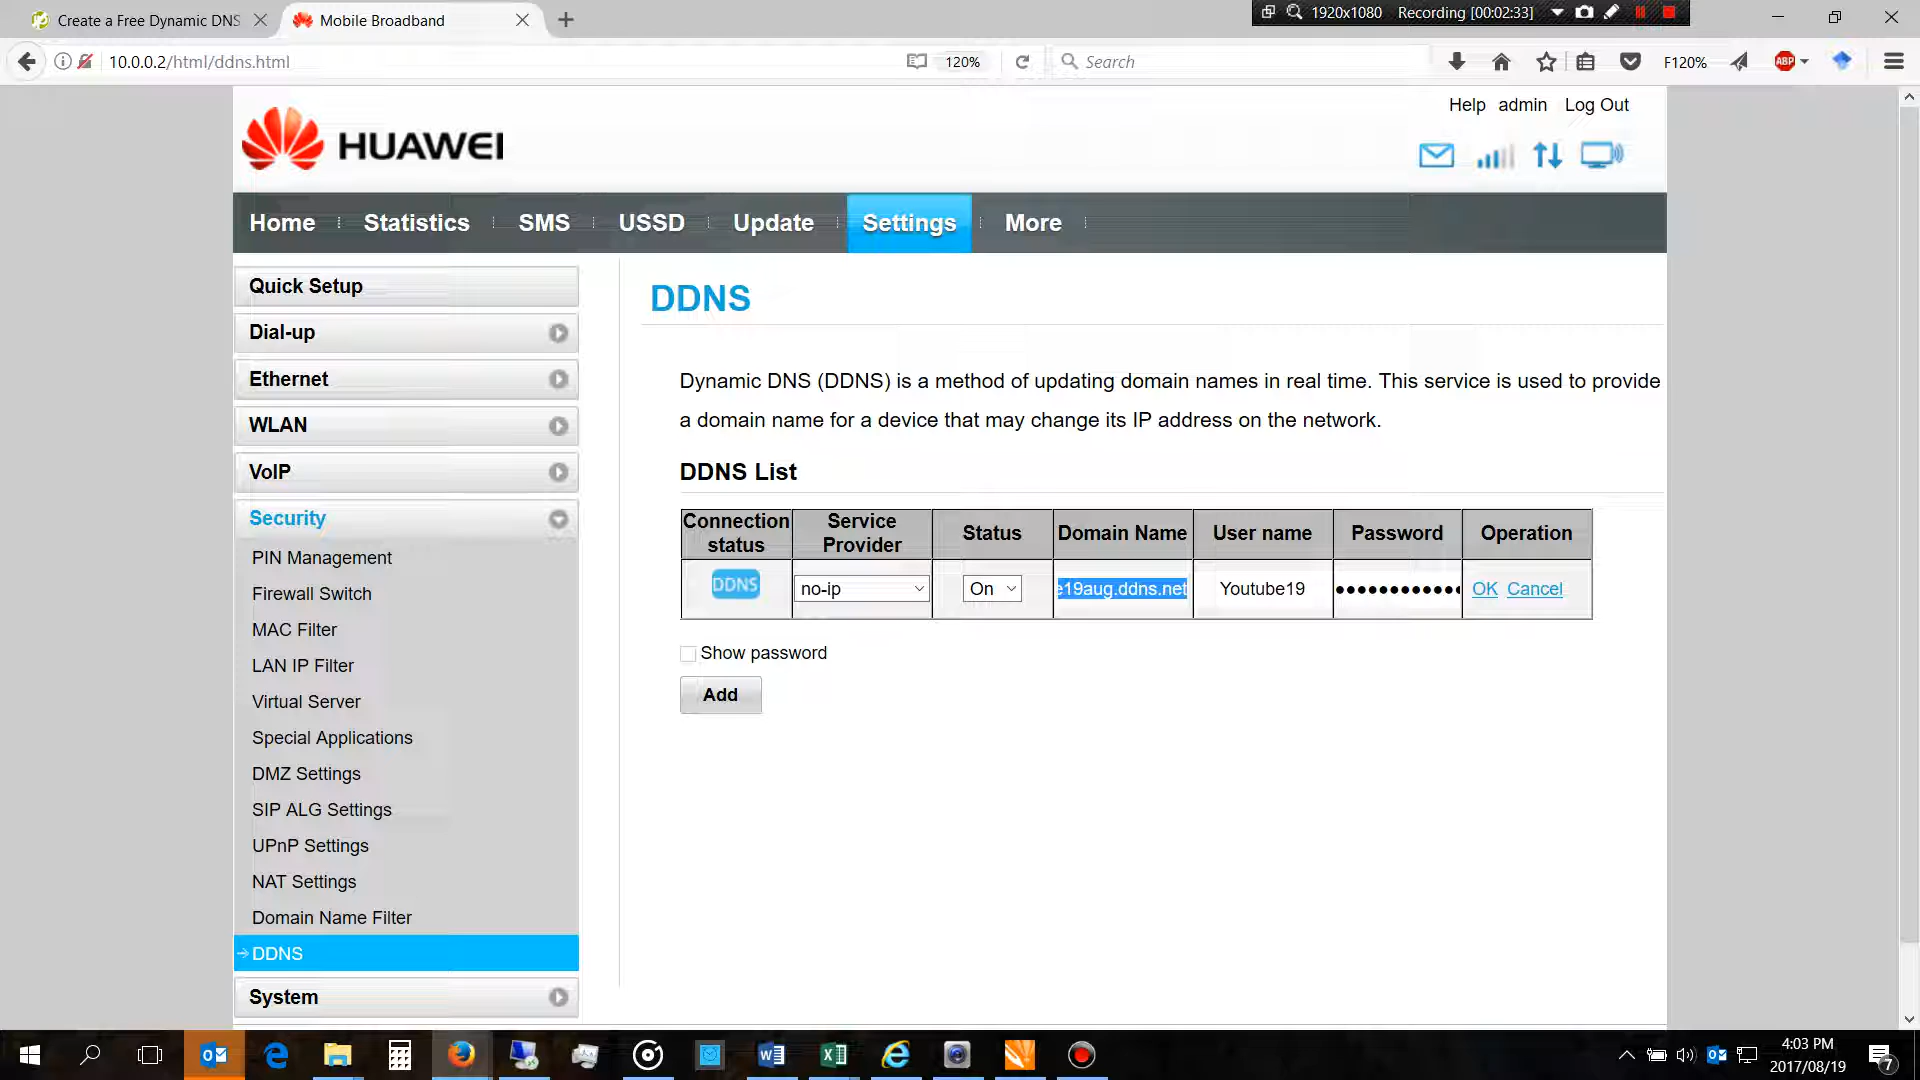 Create a Free Dynamic DNS
Mobile Broadband
1920x1080
Recording [00:02:33]
10.0.0.2/html/ddns.html
120%
Search
F120%
ABP
HUAWEI
Help admin Log Out
Home
Statistics
SMS
USSD
Update
Settings
More
Quick Setup
Dial-up
Ethernet
WLAN
VoIP
Security
PIN Management
Firewall Switch
MAC Filter
LAN IP Filter
Virtual Server
Special Applications
DMZ Settings
SIP ALG Settings
UPnP Settings
NAT Settings
Domain Name Filter
DDNS
System
DDNS
Dynamic DNS (DDNS) is a method of updating domain names in real time. This service is used to provide
a domain name for a device that may change its IP address on the network.
DDNS List
Connection status
Service Provider
Status
Domain Name
User name
Password
Operation
DDNS
no-ip
On
e19aug.ddns.net
Youtube19
••••••••••••
OK Cancel
Show password
Add
4:03 PM
2017/08/19
7